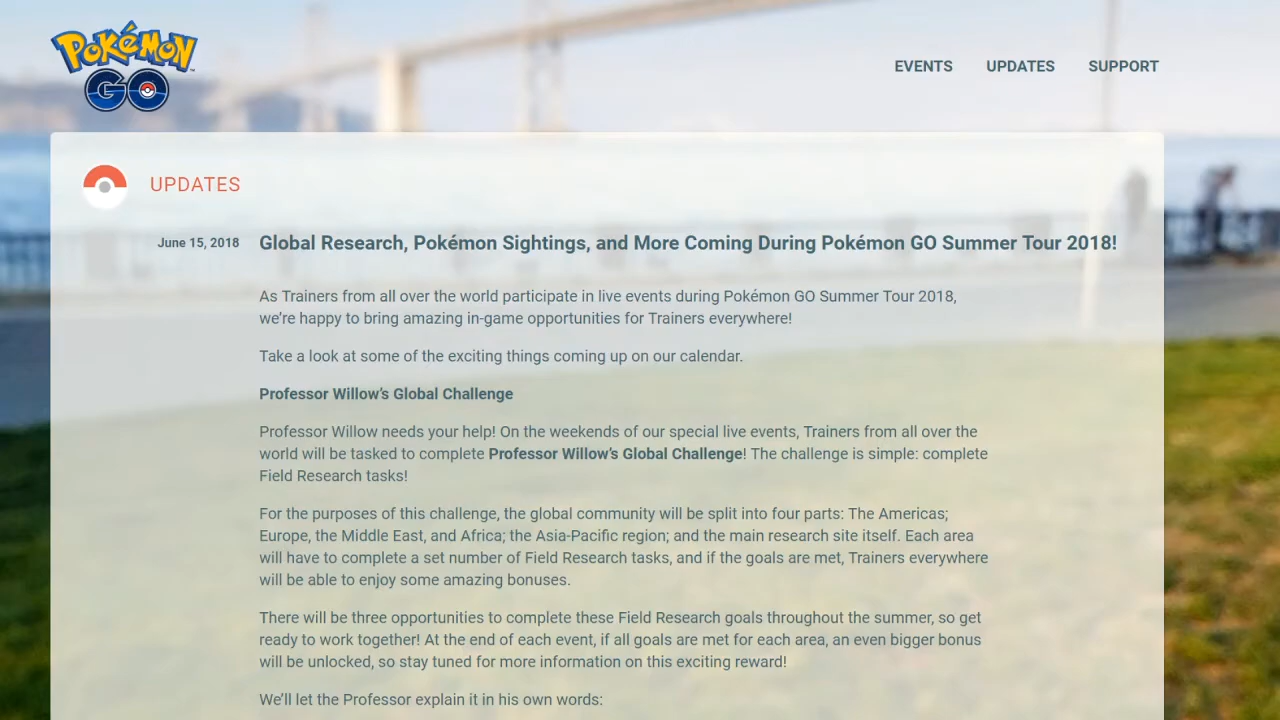 POKÉMON
GO
EVENTS UPDATES SUPPORT
UPDATES
June 15, 2018 Global Research, Pokémon Sightings, and More Coming During Pokémon GO Summer Tour 2018!
As Trainers from all over the world participate in live events during Pokémon GO Summer Tour 2018,
we’re happy to bring amazing in-game opportunities for Trainers everywhere!
Take a look at some of the exciting things coming up on our calendar.
Professor Willow’s Global Challenge
Professor Willow needs your help! On the weekends of our special live events, Trainers from all over the
world will be tasked to complete Professor Willow’s Global Challenge! The challenge is simple: complete
Field Research tasks!
For the purposes of this challenge, the global community will be split into four parts: The Americas;
Europe, the Middle East, and Africa; the Asia-Pacific region; and the main research site itself. Each area
will have to complete a set number of Field Research tasks, and if the goals are met, Trainers everywhere
will be able to enjoy some amazing bonuses.
There will be three opportunities to complete these Field Research goals throughout the summer, so get
ready to work together! At the end of each event, if all goals are met for each area, an even bigger bonus
will be unlocked, so stay tuned for more information on this exciting reward!
We’ll let the Professor explain it in his own words: